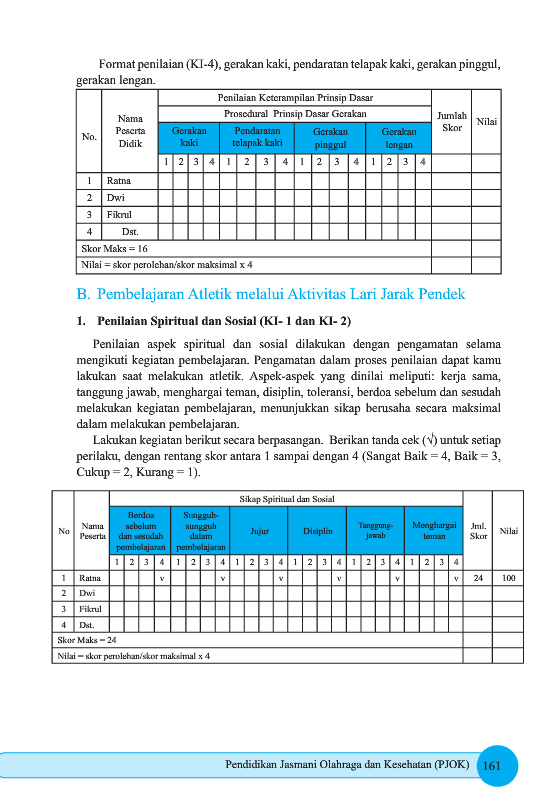 Format penilaian (KI-4), gerakan kaki, pendaratan telapak kaki, gerakan pinggul,
gerakan lengan.
No.
Nama
Peserta
Didik
Penilaian Keterampilan Prinsip Dasar
Prosedural Prinsip Dasar Gerakan
Jumlah
Skor
Nilai
Gerakan
kaki
Pendaratan
telapak kaki
Gerakan
pinggul
Gerakan
lengan
1 2 3 4 1 2 3 4 1 2 3 4 1 2 3 4
1 Ratna
2 Dwi
3 Fikrul
4 Dst.
Skor Maks = 16
Nilai = skor perolehan/skor maksimal x 4
B. Pembelajaran Atletik melalui Aktivitas Lari Jarak Pendek
1. Penilaian Spiritual dan Sosial (KI- 1 dan KI- 2)
Penilaian aspek spiritual dan sosial dilakukan dengan pengamatan selama
mengikuti kegiatan pembelajaran. Pengamatan dalam proses penilaian dapat kamu
lakukan saat melakukan atletik. Aspek-aspek yang dinilai meliputi: kerja sama,
tanggung jawab, menghargai teman, disiplin, toleransi, berdoa sebelum dan sesudah
melakukan kegiatan pembelajaran, menunjukkan sikap berusaha secara maksimal
dalam melakukan pembelajaran.
Lakukan kegiatan berikut secara berpasangan. Berikan tanda cek (√) untuk setiap
perilaku, dengan rentang skor antara 1 sampai dengan 4 (Sangat Baik = 4, Baik = 3,
Cukup = 2, Kurang = 1).
No
Nama
Peserta
Sikap Spiritual dan Sosial
Jml.
Skor
Nilai
Berdoa
sebelum
dan sesudah
pembelajaran
Sungguh-
sungguh
dalam
pembelajaran
Jujur
Disiplin
Tanggung-
jawab
Menghargai
teman
1 2 3 4 1 2 3 4 1 2 3 4 1 2 3 4 1 2 3 4 1 2 3 4
1 Ratna v v v v v v 24 100
2 Dwi
3 Fikrul
4 Dst.
Skor Maks = 24
Nilai = skor perolehan/skor maksimal x 4
Pendidikan Jasmani Olahraga dan Kesehatan (PJOK) 161